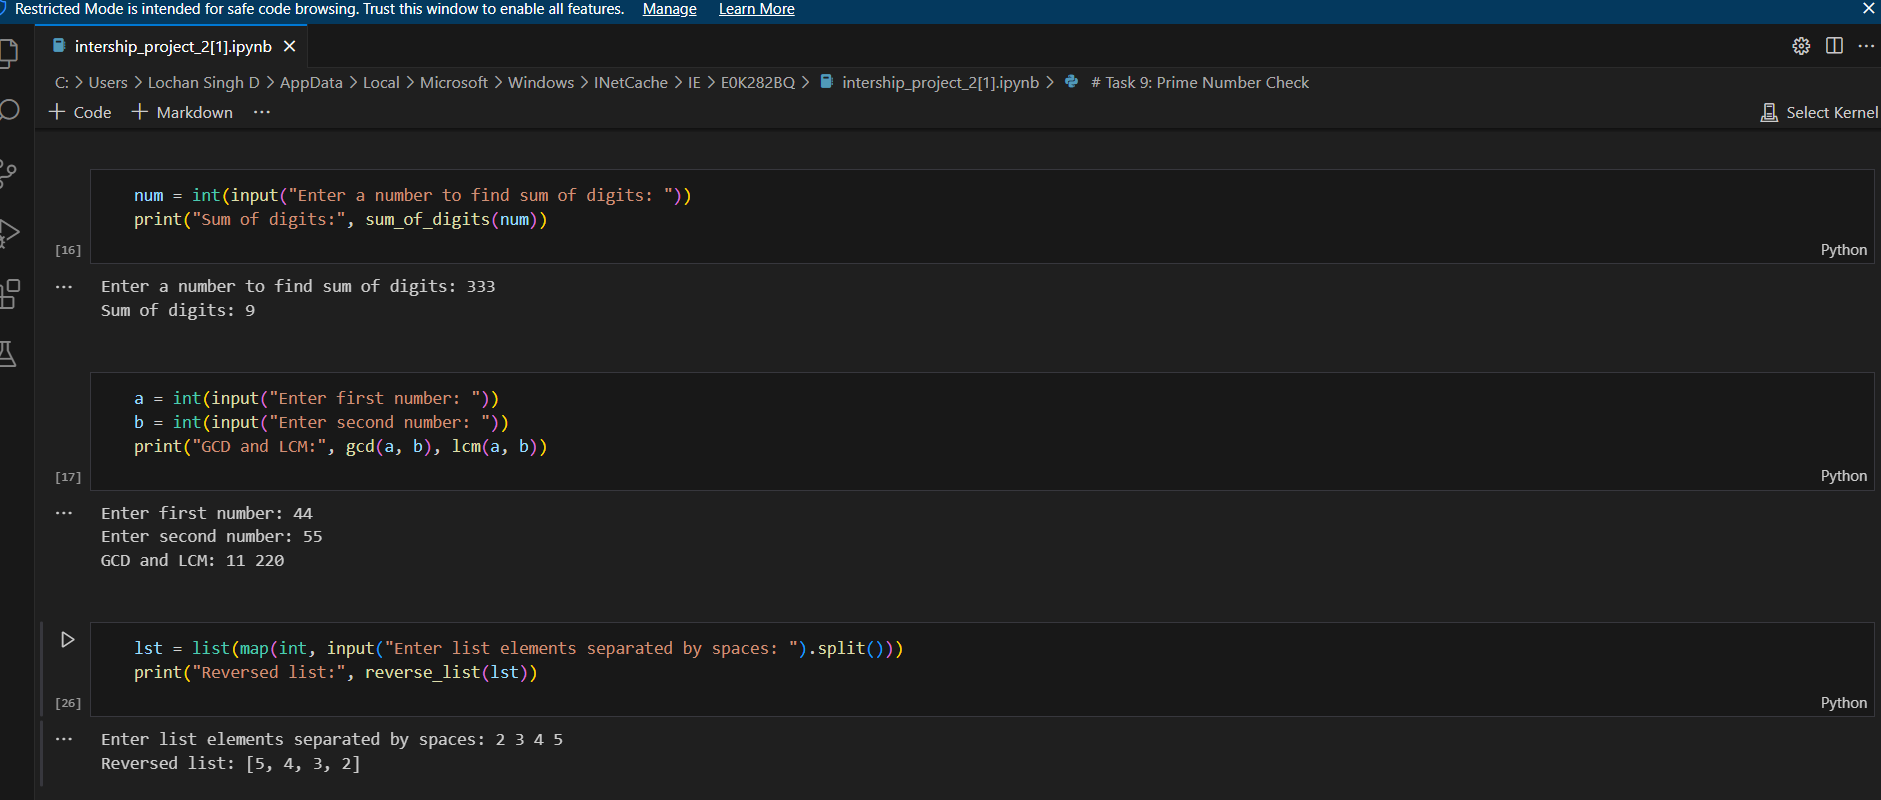 Restricted Mode is intended for safe code browsing. Trust this window to enable all features. Manage Learn More
intership_project_2[1].ipynb
C: > Users > Lochan Singh D > AppData > Local > Microsoft > Windows > INetCache > IE > E0K282BQ > intership_project_2[1].ipynb > # Task 9: Prime Number Check
+ Code + Markdown ... Select Kernel
num = int(input("Enter a number to find sum of digits: "))
print("Sum of digits:", sum_of_digits(num))
[16] Python
... Enter a number to find sum of digits: 333
Sum of digits: 9
a = int(input("Enter first number: "))
b = int(input("Enter second number: "))
print("GCD and LCM:", gcd(a, b), lcm(a, b))
[17] Python
... Enter first number: 44
Enter second number: 55
GCD and LCM: 11 220
lst = list(map(int, input("Enter list elements separated by spaces: ").split()))
print("Reversed list:", reverse_list(lst))
[26] Python
... Enter list elements separated by spaces: 2 3 4 5
Reversed list: [5, 4, 3, 2]